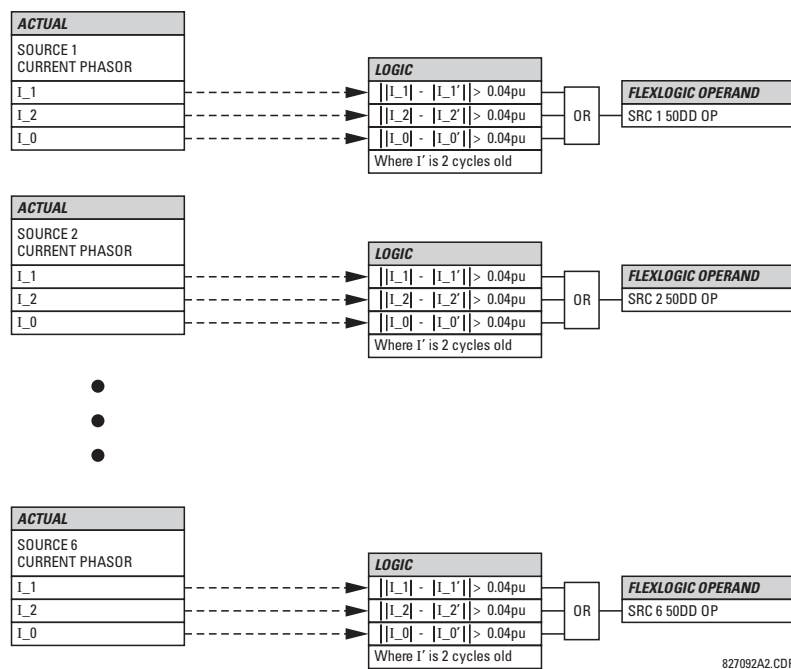 ACTUAL
SOURCE 1
CURRENT PHASOR
I_1
I_2
I_0
LOGIC
||I_1| - |I_1′|| > 0.04pu
||I_2| - |I_2′|| > 0.04pu
||I_0| - |I_0′|| > 0.04pu
Where I′ is 2 cycles old
OR
FLEXLOGIC OPERAND
SRC 1 50DD OP
ACTUAL
SOURCE 2
CURRENT PHASOR
I_1
I_2
I_0
LOGIC
||I_1| - |I_1′|| > 0.04pu
||I_2| - |I_2′|| > 0.04pu
||I_0| - |I_0′|| > 0.04pu
Where I′ is 2 cycles old
OR
FLEXLOGIC OPERAND
SRC 2 50DD OP
ACTUAL
SOURCE 6
CURRENT PHASOR
I_1
I_2
I_0
LOGIC
||I_1| - |I_1′|| > 0.04pu
||I_2| - |I_2′|| > 0.04pu
||I_0| - |I_0′|| > 0.04pu
Where I′ is 2 cycles old
OR
FLEXLOGIC OPERAND
SRC 6 50DD OP
827092A2.CDR